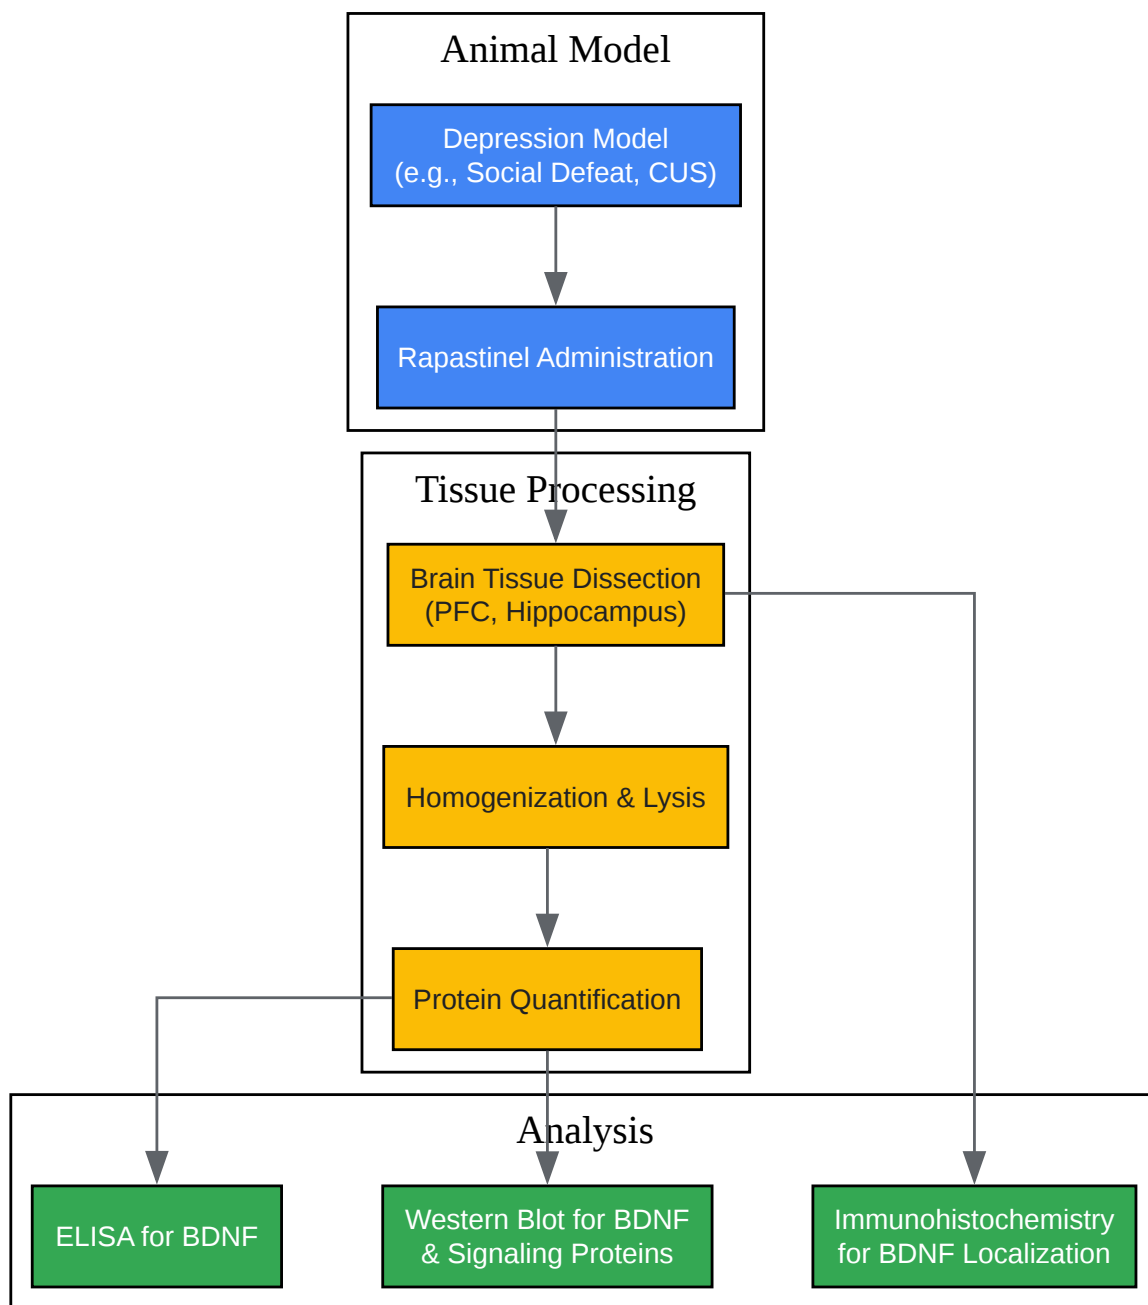 Animal Model
Depression Model
(e.g., Social Defeat, CUS)
Rapastinel Administration
Tissue Processing
Brain Tissue Dissection
(PFC, Hippocampus)
Homogenization & Lysis
Protein Quantification
Analysis
ELISA for BDNF
Western Blot for BDNF
& Signaling Proteins
Immunohistochemistry
for BDNF Localization